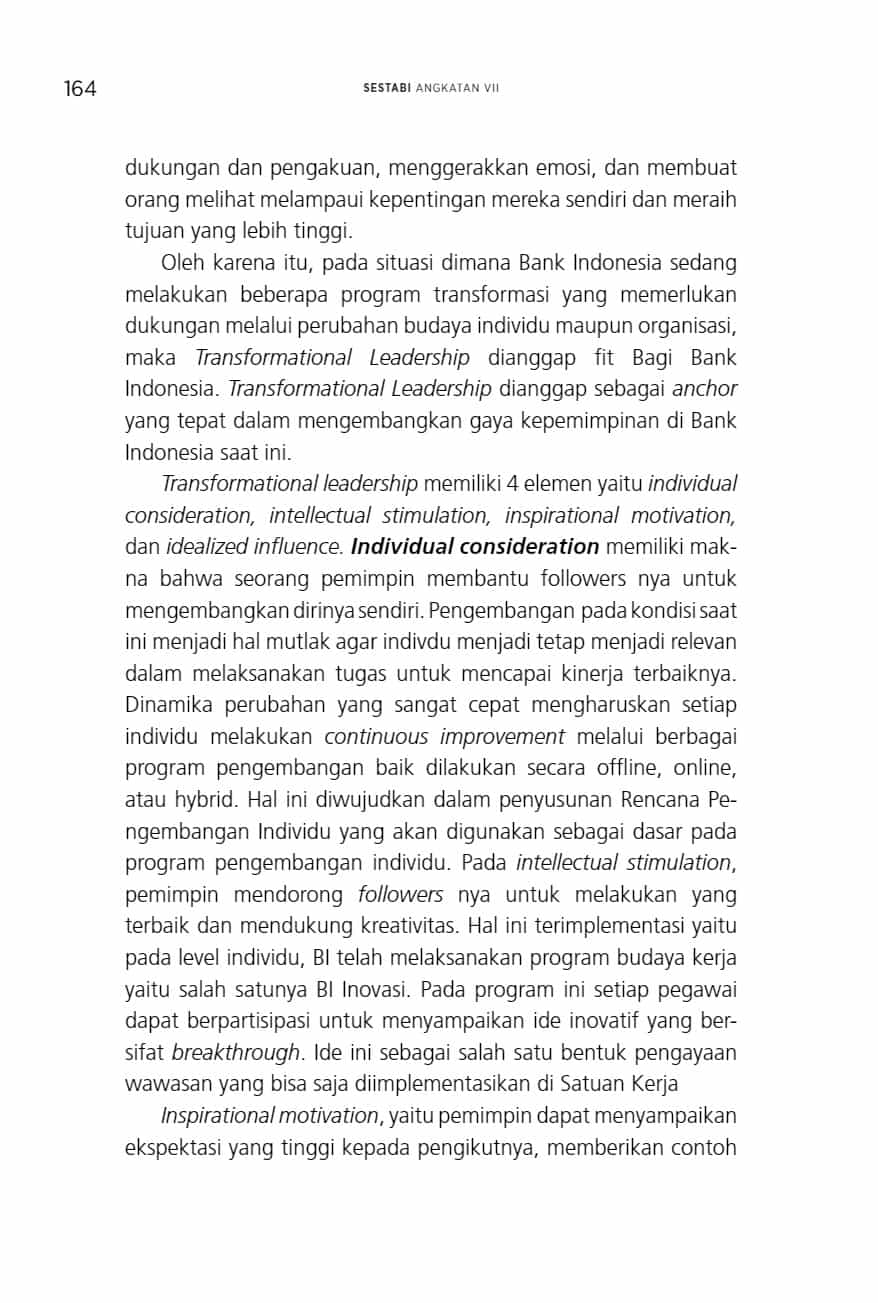 164
SESTABI ANGKATAN VII
dukungan dan pengakuan, menggerakkan emosi, dan membuat
orang melihat melampaui kepentingan mereka sendiri dan meraih
tujuan yang lebih tinggi.
Oleh karena itu, pada situasi dimana Bank Indonesia sedang
melakukan beberapa program transformasi yang memerlukan
dukungan melalui perubahan budaya individu maupun organisasi,
maka Transformational Leadership dianggap fit Bagi Bank
Indonesia. Transformational Leadership dianggap sebagai anchor
yang tepat dalam mengembangkan gaya kepemimpinan di Bank
Indonesia saat ini.
Transformational leadership memiliki 4 elemen yaitu individual
consideration, intellectual stimulation, inspirational motivation,
dan idealized influence. Individual consideration memiliki mak-
na bahwa seorang pemimpin membantu followers nya untuk
mengembangkan dirinya sendiri. Pengembangan pada kondisi saat
ini menjadi hal mutlak agar indivdu menjadi tetap menjadi relevan
dalam melaksanakan tugas untuk mencapai kinerja terbaiknya.
Dinamika perubahan yang sangat cepat mengharuskan setiap
individu melakukan continuous improvement melalui berbagai
program pengembangan baik dilakukan secara offline, online,
atau hybrid. Hal ini diwujudkan dalam penyusunan Rencana Pe-
ngembangan Individu yang akan digunakan sebagai dasar pada
program pengembangan individu. Pada intellectual stimulation,
pemimpin mendorong followers nya untuk melakukan yang
terbaik dan mendukung kreativitas. Hal ini terimplementasi yaitu
pada level individu, BI telah melaksanakan program budaya kerja
yaitu salah satunya BI Inovasi. Pada program ini setiap pegawai
dapat berpartisipasi untuk menyampaikan ide inovatif yang ber-
sifat breakthrough. Ide ini sebagai salah satu bentuk pengayaan
wawasan yang bisa saja diimplementasikan di Satuan Kerja
Inspirational motivation, yaitu pemimpin dapat menyampaikan
ekspektasi yang tinggi kepada pengikutnya, memberikan contoh